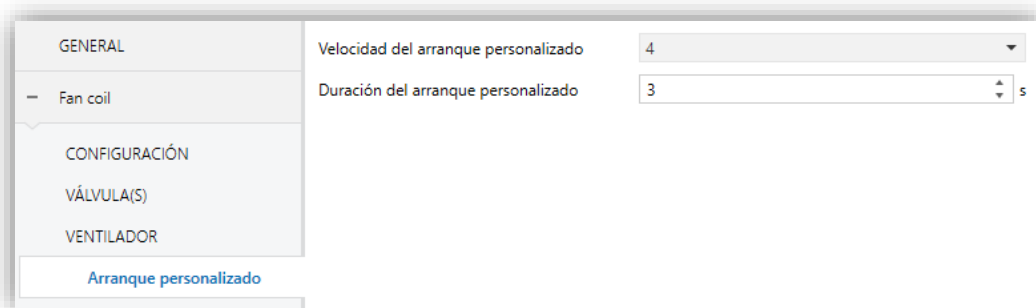 GENERAL
Fan coil
CONFIGURACIÓN
VÁLVULA(S)
VENTILADOR
Arranque personalizado
Velocidad del arranque personalizado 4
Duración del arranque personalizado 3 s